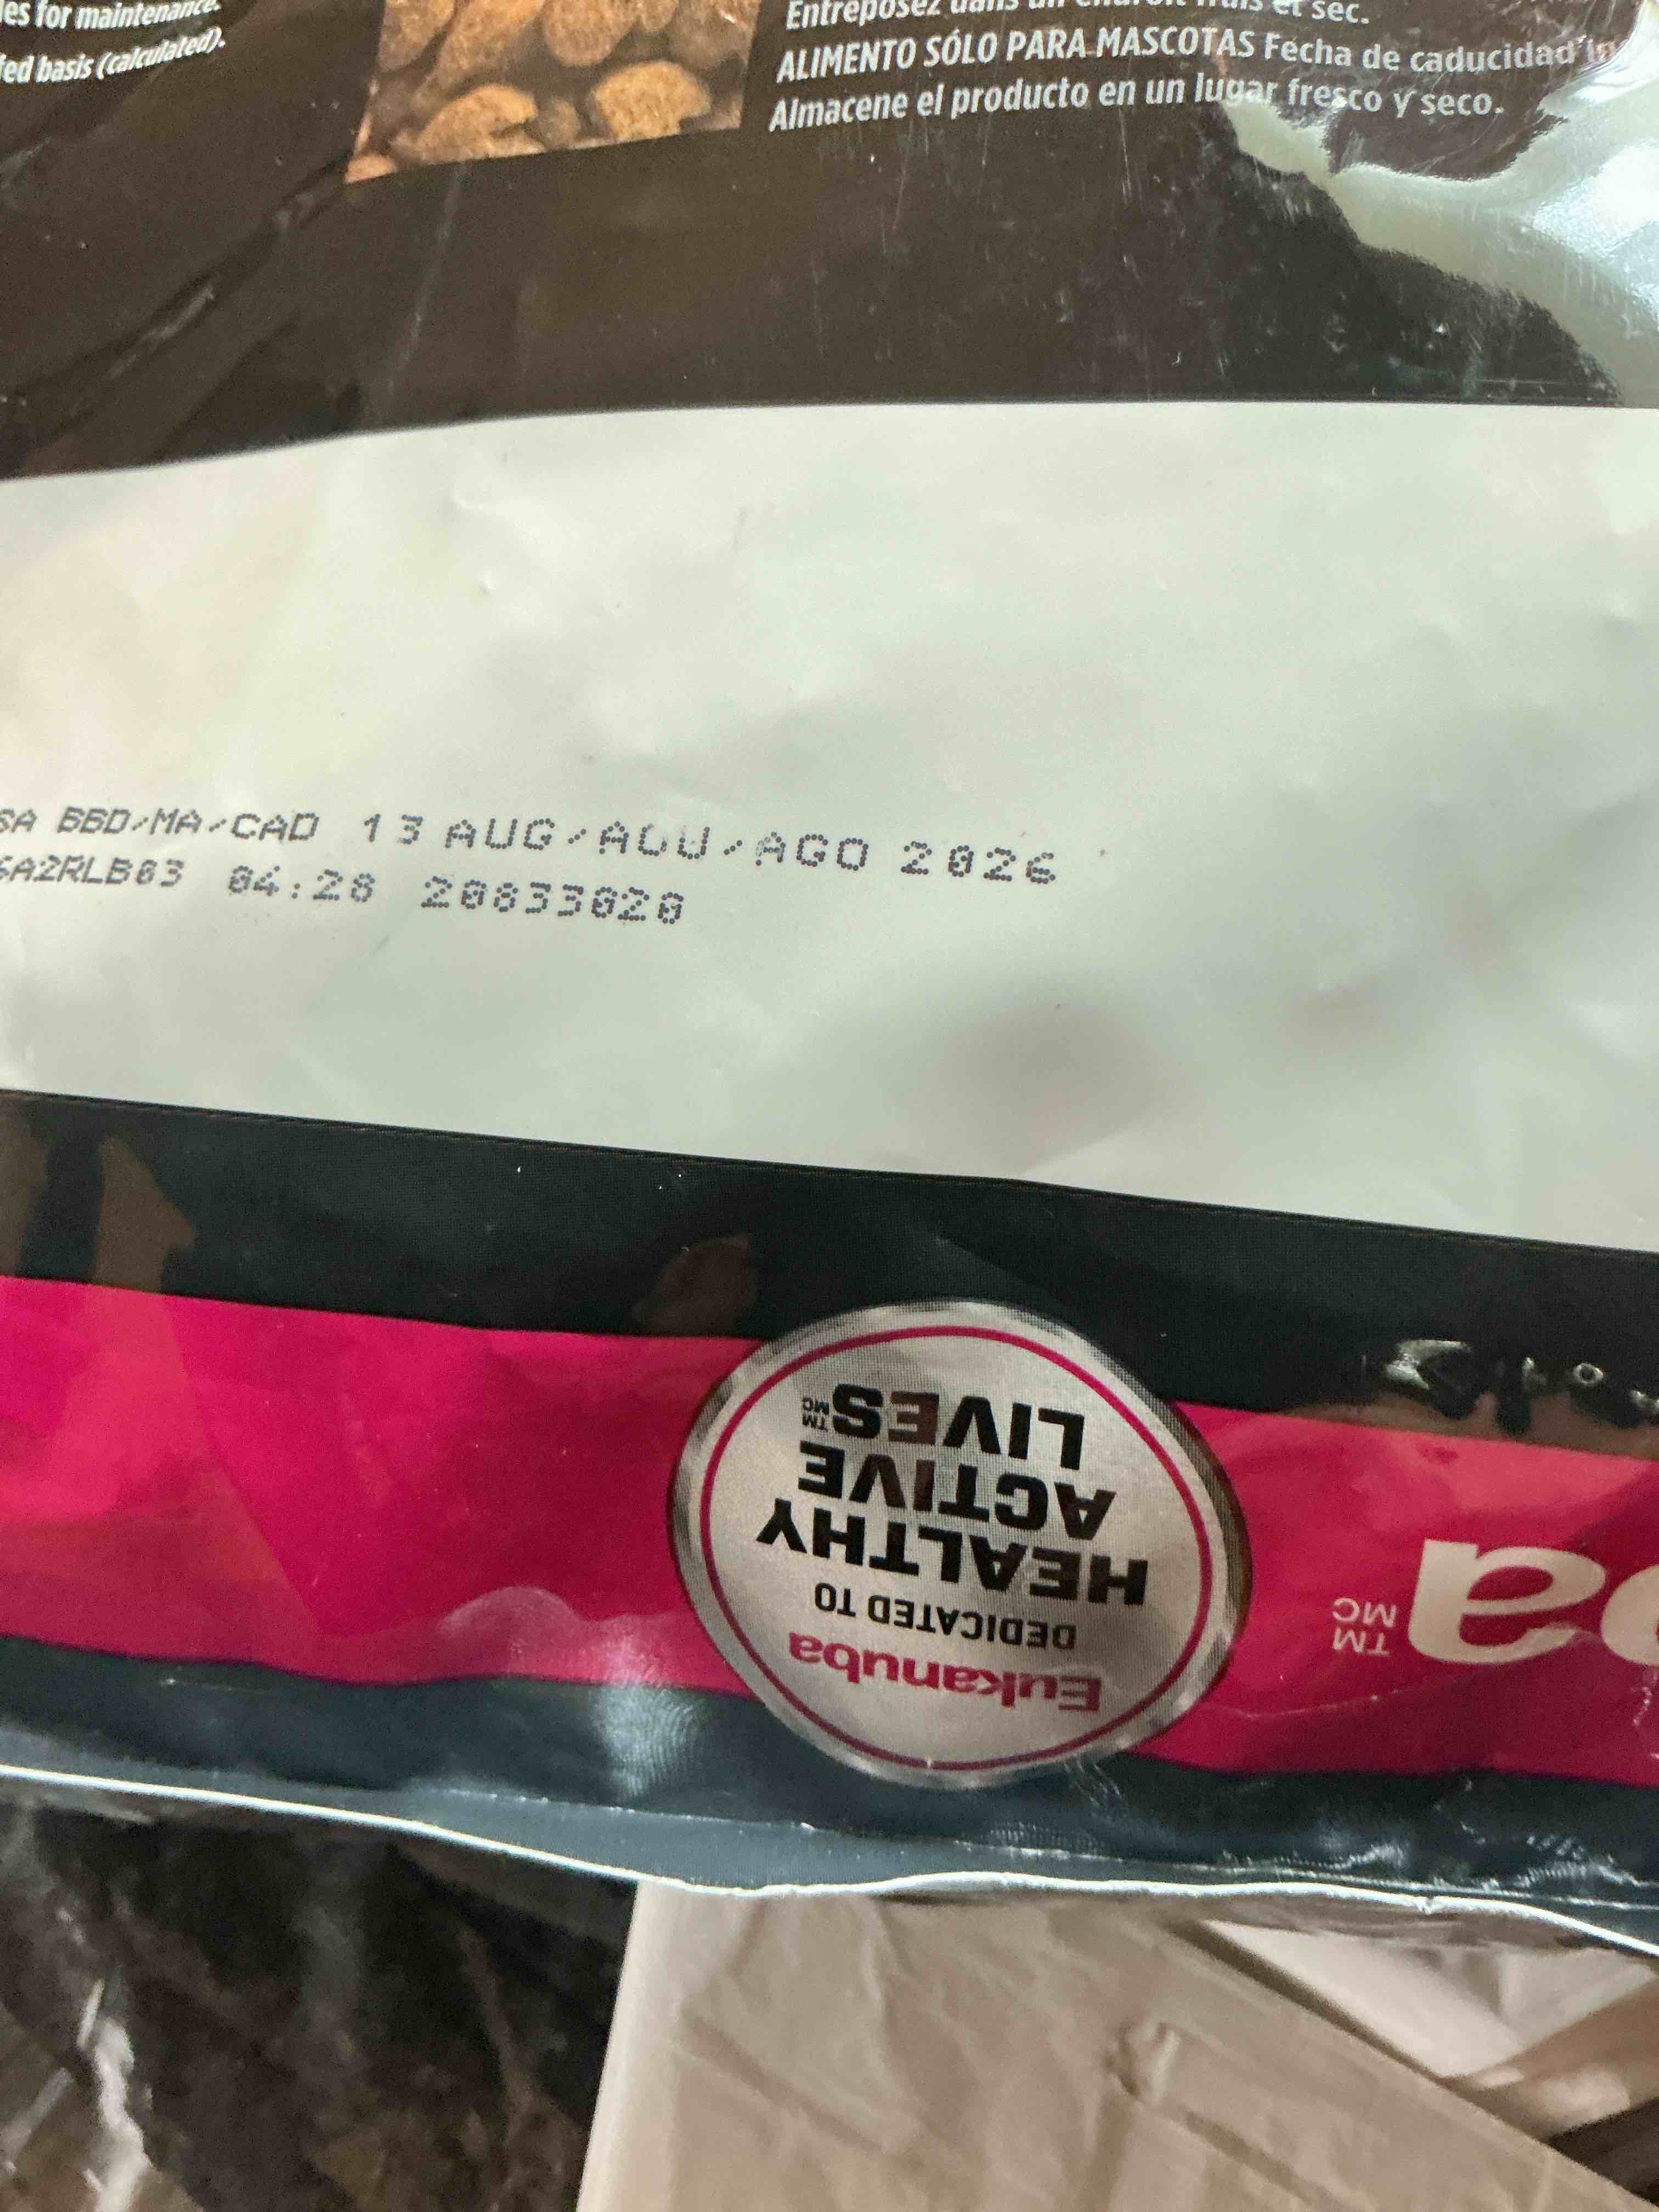 les for maintenance.
fed basis (calculated).
Entreposez dans un endroit frais et sec.
ALIMENTO SÓLO PARA MASCOTAS Fecha de caducidad
Almacene el producto en un lugar fresco y seco.
SA BBD/MA/CAD 13 AUG/AOU/AGO 2026
6A2RLB03 04:28 20833020
Eukanuba
DEDICATED TO
HEALTHY
ACTIVE
LIVES TM MC
ba TM MC